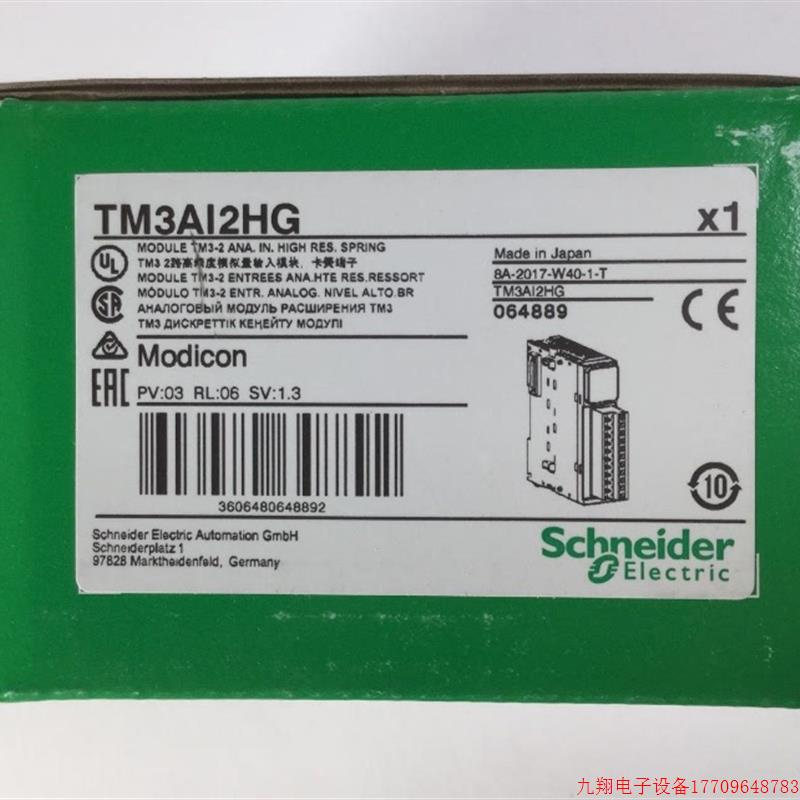 TM3AI2HG
x1
MODULE TM3-2 ANA. IN. HIGH RES. SPRING
TM3 2路高精度模拟量输入模块，卡簧端子
MODULE TM3-2 ENTREES ANA.HTE RES.RESSORT
MÓDULO TM3-2 ENTR. ANALOG. NIVEL ALTO.BR
АНАЛОГОВЫЙ МОДУЛЬ РАСШИРЕНИЯ TM3
TM3 ДИСКРЕТТІК КЕҢЕЙТУ МОДУЛІ
Made in Japan
8A-2017-W40-1-T
TM3AI2HG
064889
UL
SA
CE
EAC
Modicon
PV:03 RL:06 SV:1.3
3606480648892
10
Schneider Electric Automation GmbH
Schneiderplatz 1
97828 Marktheidenfeld, Germany
Schneider
Electric
九翔电子设备17709648783